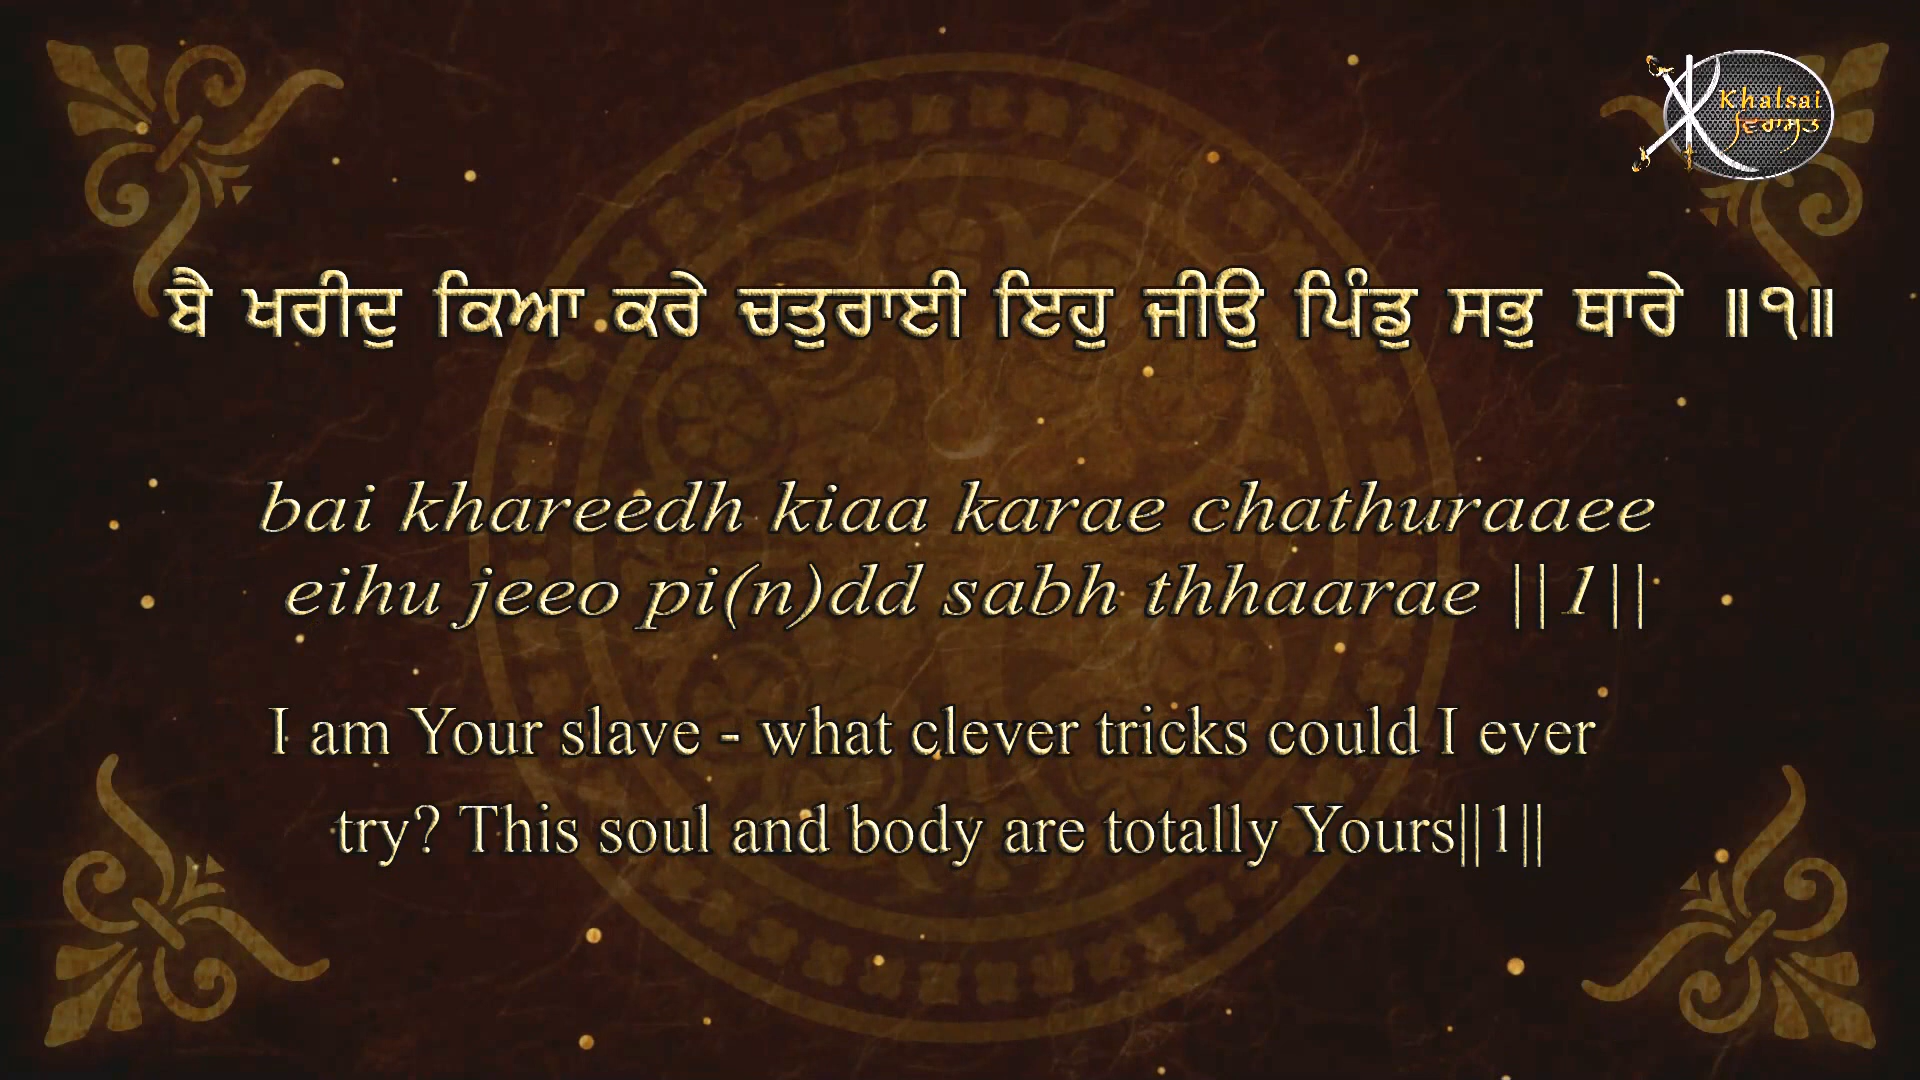 Khalsai
ਵਿਰਾਸਤ
ਬੈ ਖਰੀਦੁ ਕਿਆ ਕਰੇ ਚਤੁਰਾਈ ਇਹੁ ਜੀਉ ਪਿੰਡੁ ਸਭੁ ਥਾਰੇ ॥੧॥
bai khareedh kiaa karae chathuraaee
eihu jeeo pi(n)dd sabh thhaarae ||1||
I am Your slave - what clever tricks could I ever
try? This soul and body are totally Yours||1||